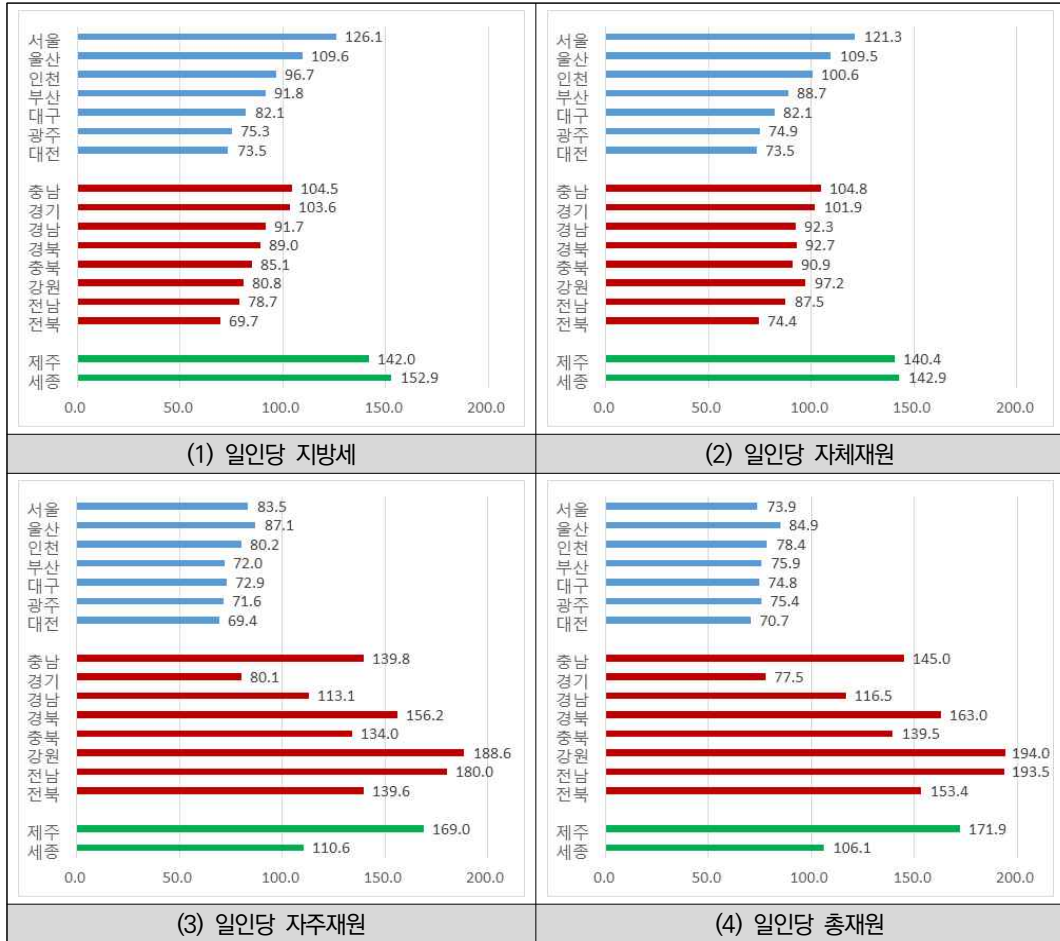 서울 126.1
울산 109.6
인천 96.7
부산 91.8
대구 82.1
광주 75.3
대전 73.5
충남 104.5
경기 103.6
경남 91.7
경북 89.0
충북 85.1
강원 80.8
전남 78.7
전북 69.7
제주 142.0
세종 152.9
0.0 50.0 100.0 150.0 200.0
(1) 일인당 지방세
서울 121.3
울산 109.5
인천 100.6
부산 88.7
대구 82.1
광주 74.9
대전 73.5
충남 104.8
경기 101.9
경남 92.3
경북 92.7
충북 90.9
강원 97.2
전남 87.5
전북 74.4
제주 140.4
세종 142.9
0.0 50.0 100.0 150.0 200.0
(2) 일인당 자체재원
서울 83.5
울산 87.1
인천 80.2
부산 72.0
대구 72.9
광주 71.6
대전 69.4
충남 139.8
경기 80.1
경남 113.1
경북 156.2
충북 134.0
강원 188.6
전남 180.0
전북 139.6
제주 169.0
세종 110.6
0.0 50.0 100.0 150.0 200.0
(3) 일인당 자주재원
서울 73.9
울산 84.9
인천 78.4
부산 75.9
대구 74.8
광주 75.4
대전 70.7
충남 145.0
경기 77.5
경남 116.5
경북 163.0
충북 139.5
강원 194.0
전남 193.5
전북 153.4
제주 171.9
세종 106.1
0.0 50.0 100.0 150.0 200.0
(4) 일인당 총재원